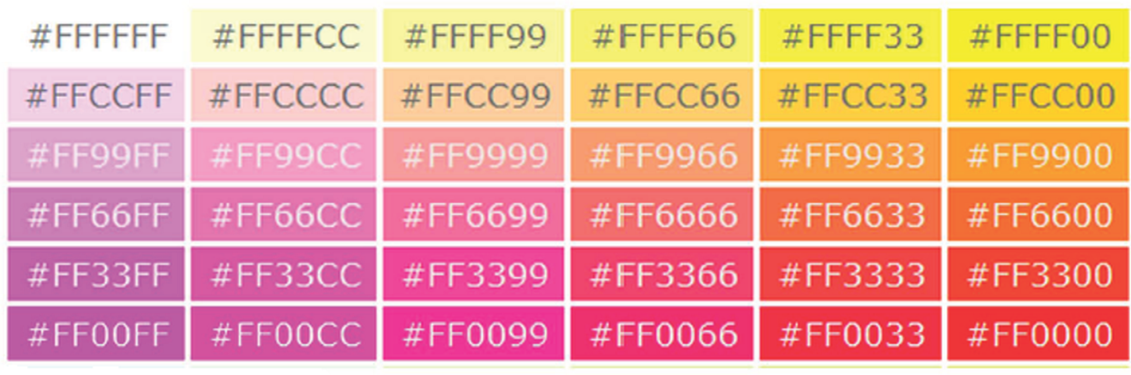 #FFFFFF #FFFFCC #FFFF99 #FFFF66 #FFFF33 #FFFF00
#FFCCFF #FFCCCC #FFCC99 #FFCC66 #FFCC33 #FFCC00
#FF99FF #FF99CC #FF9999 #FF9966 #FF9933 #FF9900
#FF66FF #FF66CC #FF6699 #FF6666 #FF6633 #FF6600
#FF33FF #FF33CC #FF3399 #FF3366 #FF3333 #FF3300
#FF00FF #FF00CC #FF0099 #FF0066 #FF0033 #FF0000